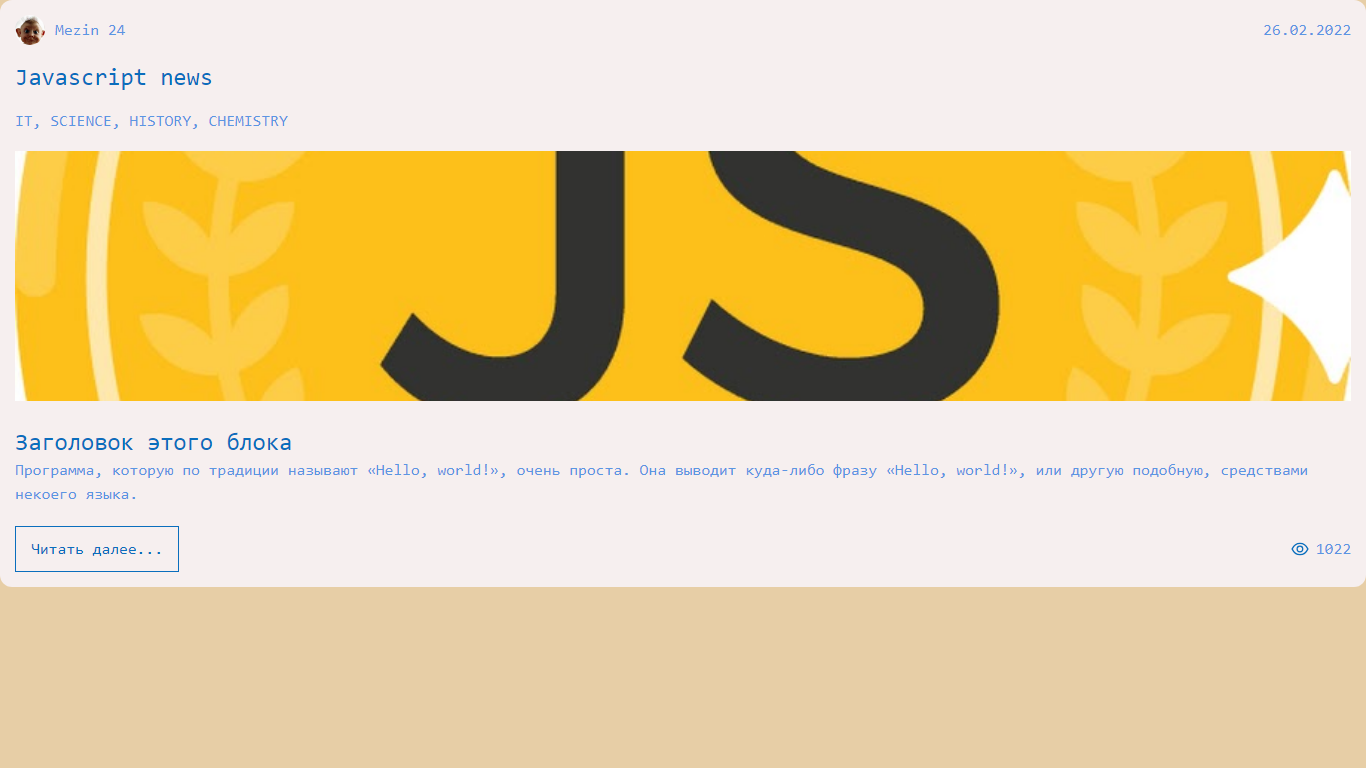 Mezin 24
26.02.2022
Javascript news
IT, SCIENCE, HISTORY, CHEMISTRY
JS
Заголовок этого блока
Программа, которую по традиции называют «Hello, world!», очень проста. Она выводит куда-либо фразу «Hello, world!», или другую подобную, средствами
некоего языка.
Читать далее...
1022